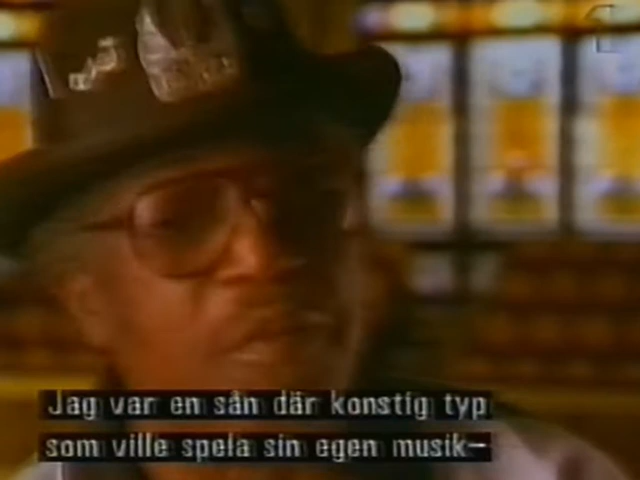 Jag var en sån där konstig typ
som ville spela sin egen musik–